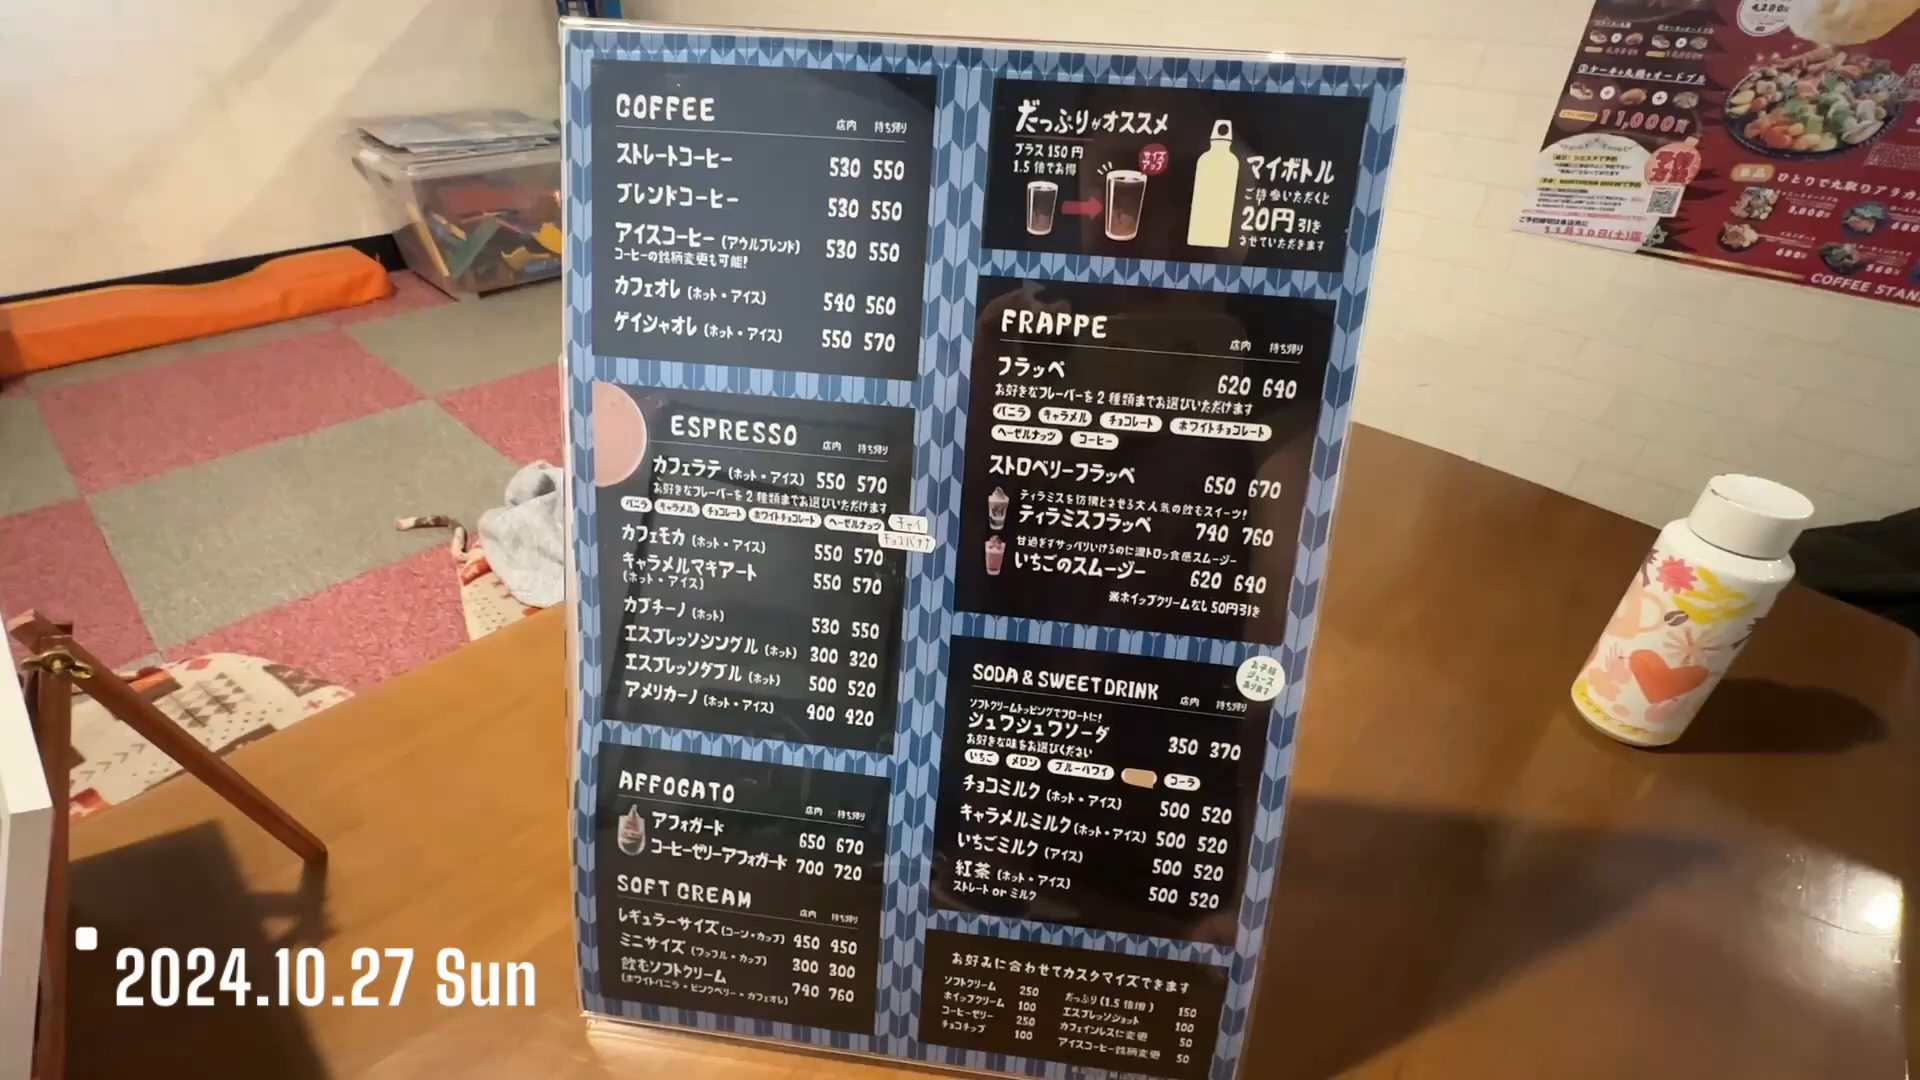 COFFEE
店内 持ち帰り
ストレートコーヒー 530 550
ブレンドコーヒー 530 550
アイスコーヒー (アウルブレンド) 530 550
コーヒーの銘柄変更も可能!
カフェオレ (ホット・アイス) 540 560
ゲイシャオレ (ホット・アイス) 550 570
ESPRESSO
店内 持ち帰り
カフェラテ (ホット・アイス) 550 570
お好きなフレーバーを2種類までお選びいただけます
バニラ キャラメル チョコレート ホワイトチョコレート ヘーゼルナッツ チャイ
チョコバナナ
カフェモカ (ホット・アイス) 550 570
キャラメルマキアート 550 570
(ホット・アイス)
カプチーノ (ホット) 530 550
エスプレッソシングル (ホット) 300 320
エスプレッソダブル (ホット) 500 520
アメリカーノ (ホット・アイス) 400 420
AFFOGATO
店内 持ち帰り
アフォガード 650 670
コーヒーゼリーアフォガード 700 720
SOFT CREAM
店内 持ち帰り
レギュラーサイズ (コーン・カップ) 450 450
ミニサイズ (ワッフル・カップ) 300 300
飲むソフトクリーム 740 760
(ホワイトバニラ・ピンクベリー・カフェオレ)
だっぷりがオススメ
プラス150円
1.5倍でお得
サイズアップ
マイボトル
ご持参いただくと
20円引き
させていただきます
FRAPPE
店内 持ち帰り
フラッペ 620 640
お好きなフレーバーを2種類までお選びいただけます
バニラ キャラメル チョコレート ホワイトチョコレート
ヘーゼルナッツ コーヒー
ストロベリーフラッペ 650 670
ティラミスを彷彿とさせる大人気の飲むスイーツ!
ティラミスフラッペ 740 760
甘過ぎずサッパリいけるのに濃トロッ食感スムージー
いちごのスムージー 620 640
※ホイップクリームなし50円引き
SODA & SWEET DRINK
店内 持ち帰り
お子様
ジュース
あります
ソフトクリームトッピングでフロートに!
シュワシュワソーダ 350 370
お好きな味をお選びください
いちご メロン ブルーハワイ コーラ
チョコミルク (ホット・アイス) 500 520
キャラメルミルク (ホット・アイス) 500 520
いちごミルク (アイス) 500 520
紅茶 (ホット・アイス) 500 520
ストレート or ミルク
お好みに合わせてカスタマイズできます
ソフトクリーム 250
ホイップクリーム 100
コーヒーゼリー 250
チョコチップ 100
だっぷり (1.5倍増) 150
エスプレッソショット 100
カフェインレスに変更 50
アイスコーヒー銘柄変更 50
②ケーキ+丸鶏+オードブル
11,000円
単品
ひとりで丸取りアラカ
11月30日(土)迄
COFFEE STAN
2024.10.27 Sun